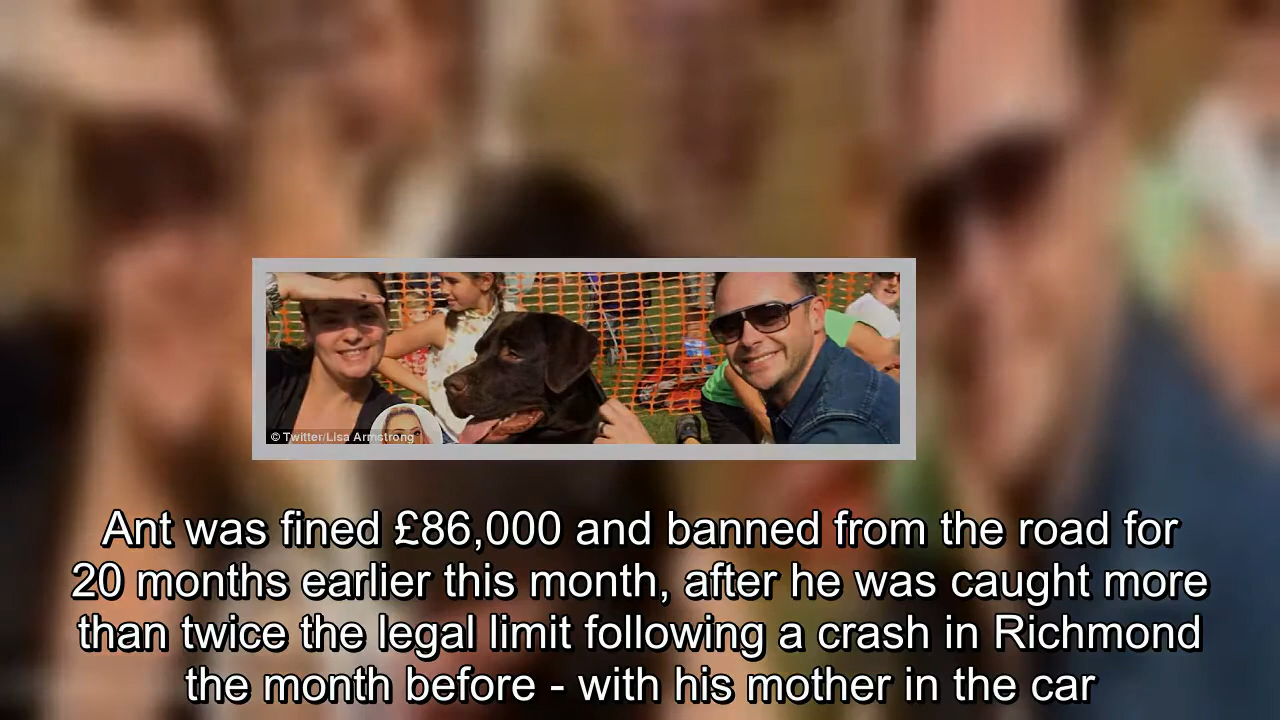 © Twitter/Lisa Armstrong
Ant was fined £86,000 and banned from the road for
20 months earlier this month, after he was caught more
than twice the legal limit following a crash in Richmond
the month before - with his mother in the car